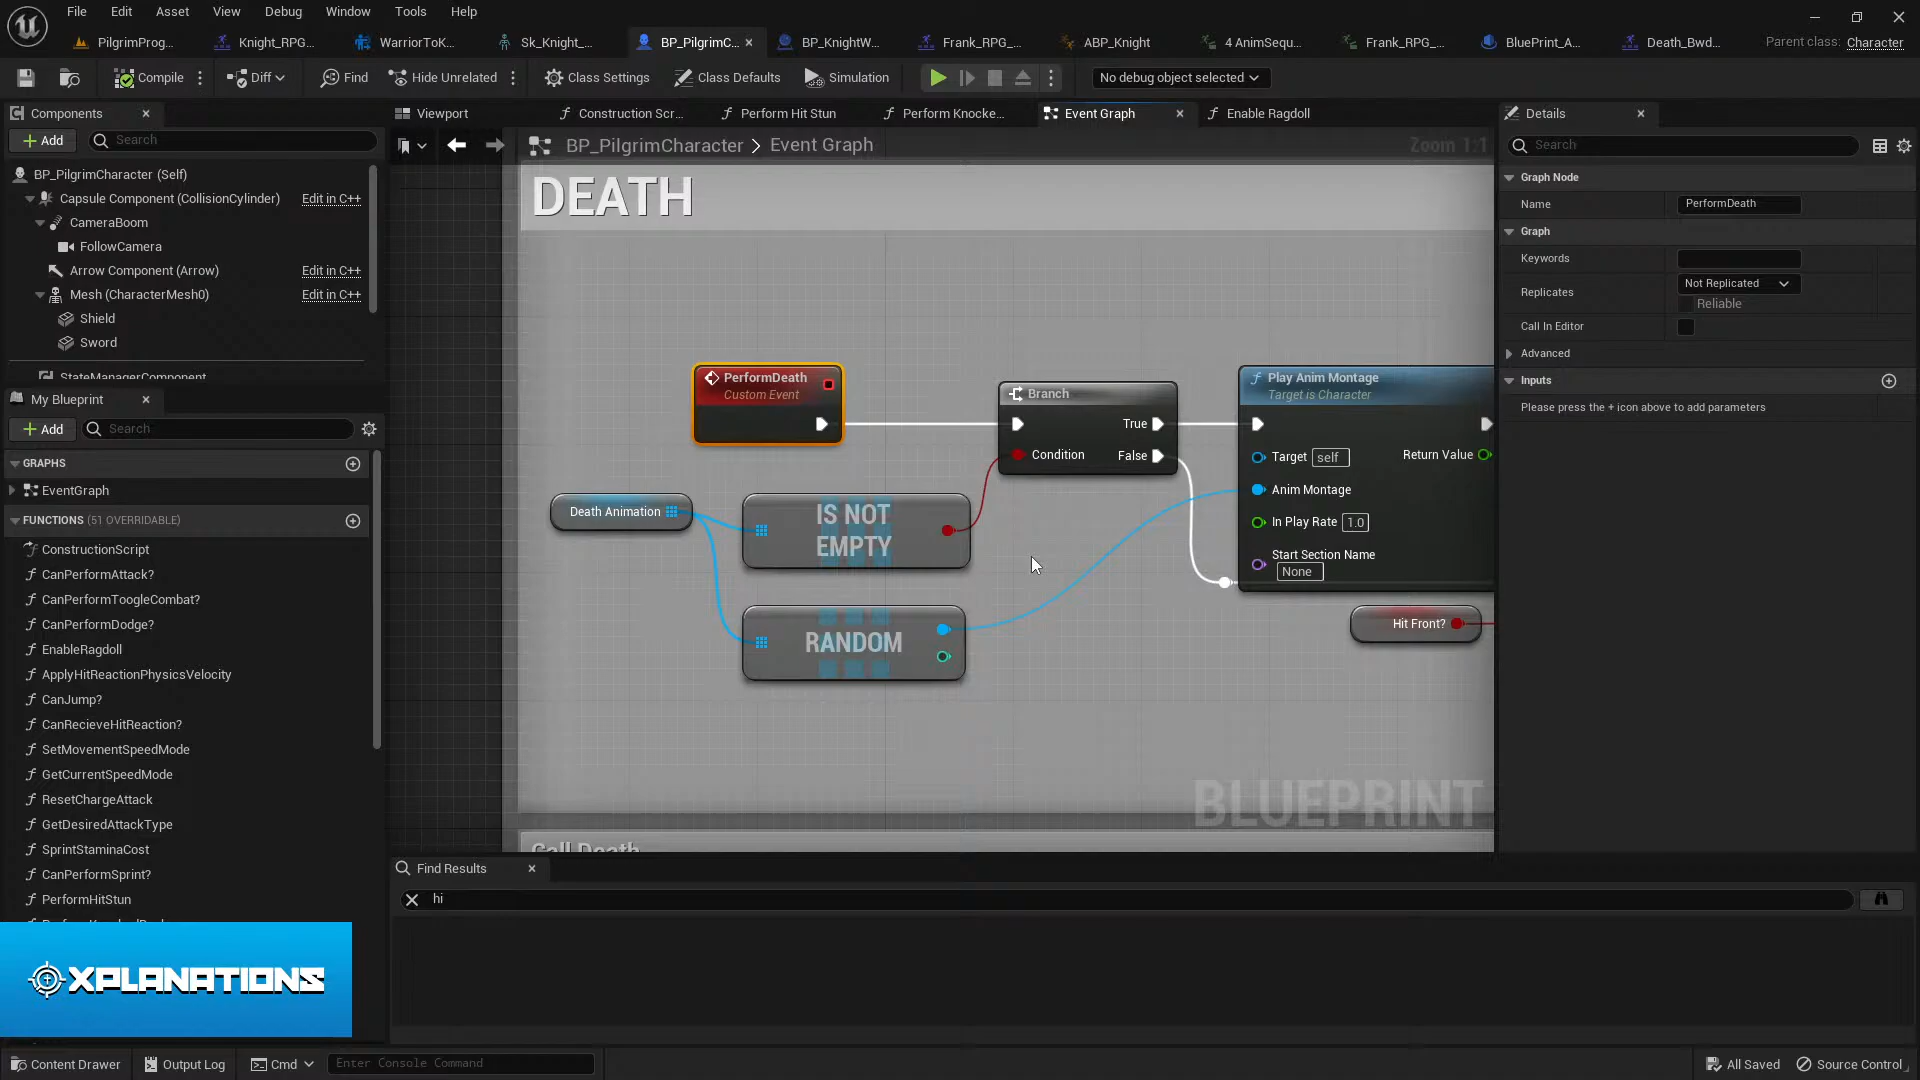 File Edit Asset View Debug Window Tools Help
PilgrimProg... Knight_RPG_... WarriorToK... Sk_Knight_... BP_PilgrimC... BP_KnightW... Frank_RPG_... ABP_Knight 4 AnimSequ... Frank_RPG_... BluePrint_A... Death_Bwd... Parent class: Character
Compile Diff Find Hide Unrelated Class Settings Class Defaults Simulation No debug object selected
Components
Add
Search
BP_PilgrimCharacter (Self)
Capsule Component (CollisionCylinder) Edit in C++
CameraBoom
FollowCamera
Arrow Component (Arrow) Edit in C++
Mesh (CharacterMesh0) Edit in C++
Shield
Sword
StateManagerComponent
My Blueprint
Add
Search
GRAPHS
EventGraph
FUNCTIONS (51 OVERRIDABLE)
ConstructionScript
CanPerformAttack?
CanPerformToogleCombat?
CanPerformDodge?
EnableRagdoll
ApplyHitReactionPhysicsVelocity
CanJump?
CanRecieveHitReaction?
SetMovementSpeedMode
GetCurrentSpeedMode
ResetChargeAttack
GetDesiredAttackType
SprintStaminaCost
CanPerformSprint?
PerformHitStun
XPLANATIONS
Viewport Construction Scr... Perform Hit Stun Perform Knocke... Event Graph Enable Ragdoll
BP_PilgrimCharacter > Event Graph
Zoom 1:1
DEATH
PerformDeath
Custom Event
Branch
True
Condition False
Play Anim Montage
Target is Character
Target self Return Value
Anim Montage
In Play Rate 1.0
Start Section Name
None
Death Animation
IS NOT
EMPTY
RANDOM
Hit Front?
BLUEPRINT
Call Death
Find Results
hi
Details
Search
Graph Node
Name PerformDeath
Graph
Keywords
Replicates Not Replicated
Reliable
Call In Editor
Advanced
Inputs
Please press the + icon above to add parameters
Content Drawer Output Log Cmd Enter Console Command All Saved Source Control